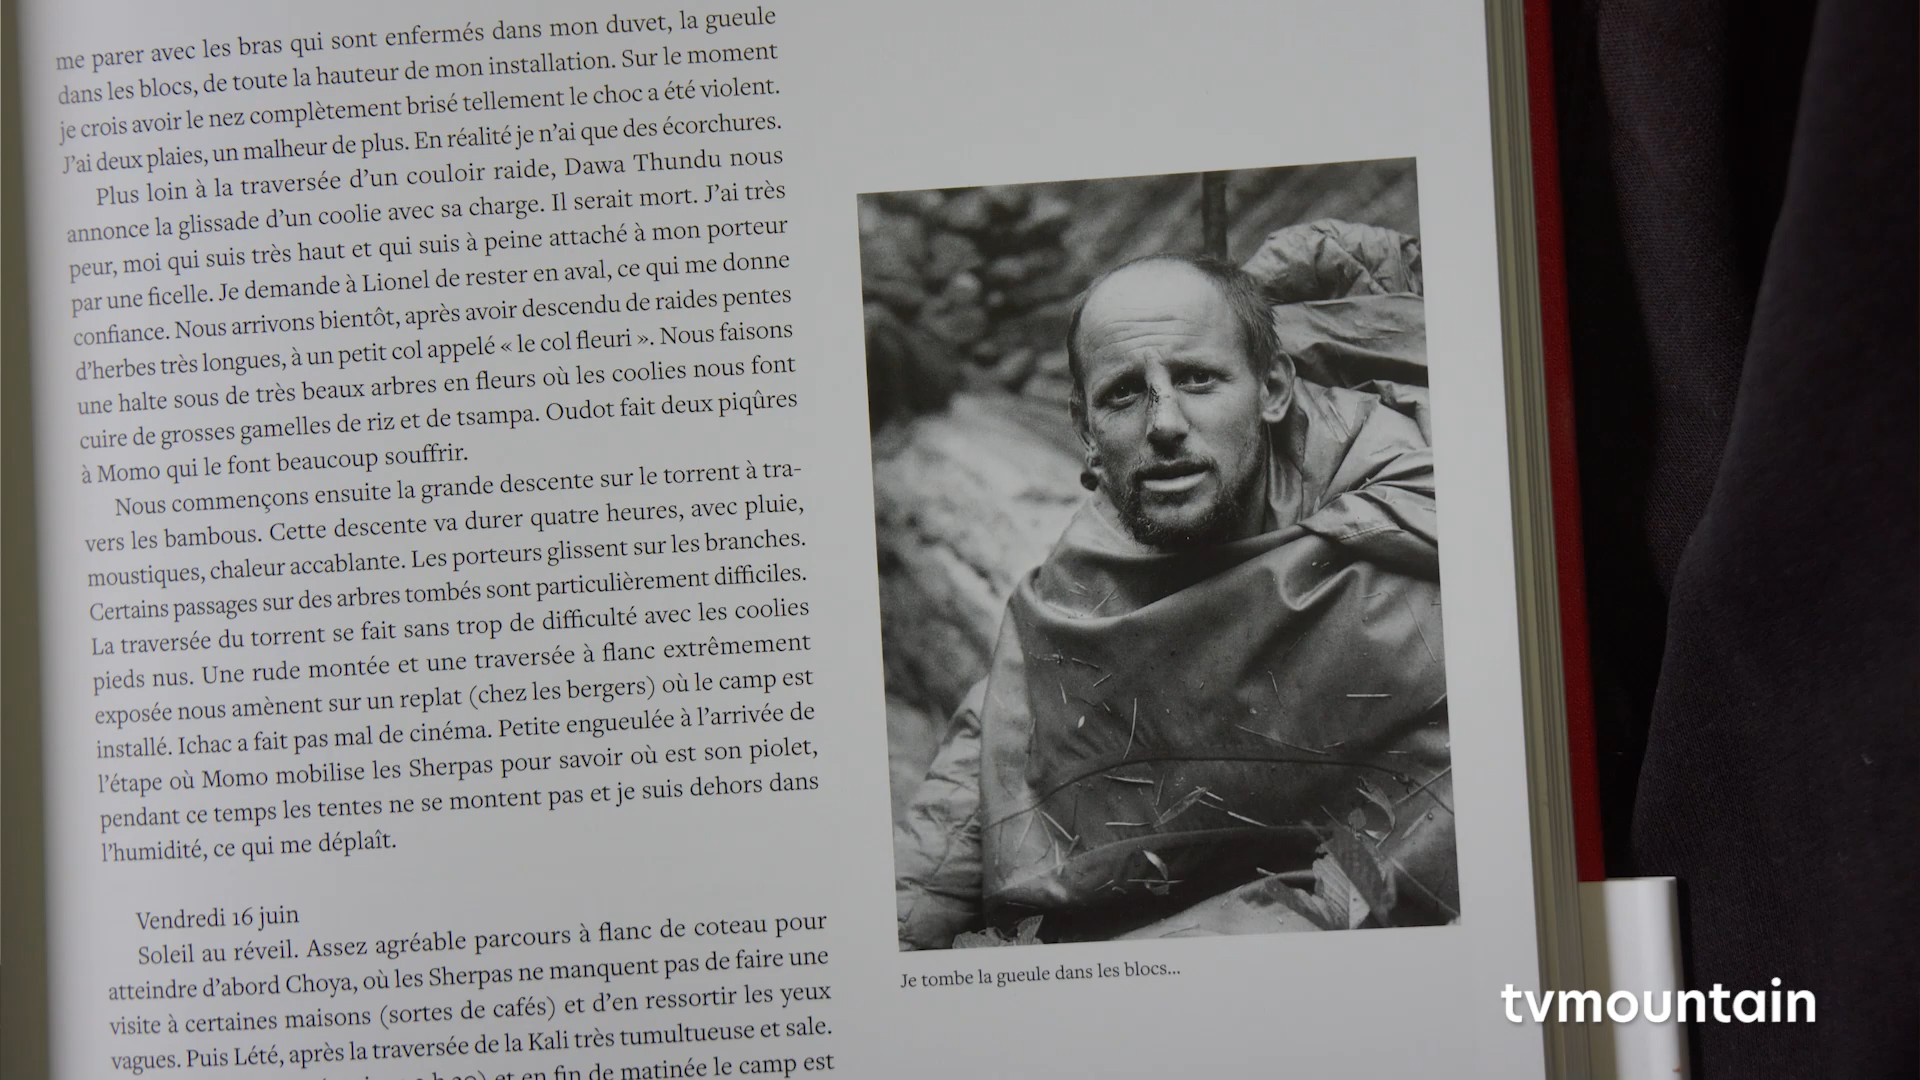 me parer avec les bras qui sont enfermés dans mon duvet, la gueule
dans les blocs, de toute la hauteur de mon installation. Sur le moment
je crois avoir le nez complètement brisé tellement le choc a été violent.
J'ai deux plaies, un malheur de plus. En réalité je n'ai que des écorchures.
Plus loin à la traversée d'un couloir raide, Dawa Thundu nous
annonce la glissade d'un coolie avec sa charge. Il serait mort. J'ai très
peur, moi qui suis très haut et qui suis à peine attaché à mon porteur
par une ficelle. Je demande à Lionel de rester en aval, ce qui me donne
confiance. Nous arrivons bientôt, après avoir descendu de raides pentes
d'herbes très longues, à un petit col appelé « le col fleuri ». Nous faisons
une halte sous de très beaux arbres en fleurs où les coolies nous font
cuire de grosses gamelles de riz et de tsampa. Oudot fait deux piqûres
à Momo qui le font beaucoup souffrir.
Nous commençons ensuite la grande descente sur le torrent à tra-
vers les bambous. Cette descente va durer quatre heures, avec pluie,
moustiques, chaleur accablante. Les porteurs glissent sur les branches.
Certains passages sur des arbres tombés sont particulièrement difficiles.
La traversée du torrent se fait sans trop de difficulté avec les coolies
pieds nus. Une rude montée et une traversée à flanc extrêmement
exposée nous amènent sur un replat (chez les bergers) où le camp est
installé. Ichac a fait pas mal de cinéma. Petite engueulée à l'arrivée de
l'étape où Momo mobilise les Sherpas pour savoir où est son piolet,
pendant ce temps les tentes ne se montent pas et je suis dehors dans
l'humidité, ce qui me déplaît.
Vendredi 16 juin
Soleil au réveil. Assez agréable parcours à flanc de coteau pour
atteindre d'abord Choya, où les Sherpas ne manquent pas de faire une
visite à certaines maisons (sortes de cafés) et d'en ressortir les yeux
vagues. Puis Lété, après la traversée de la Kali très tumultueuse et sale.
et en fin de matinée le camp est
Je tombe la gueule dans les blocs...
tvmountain